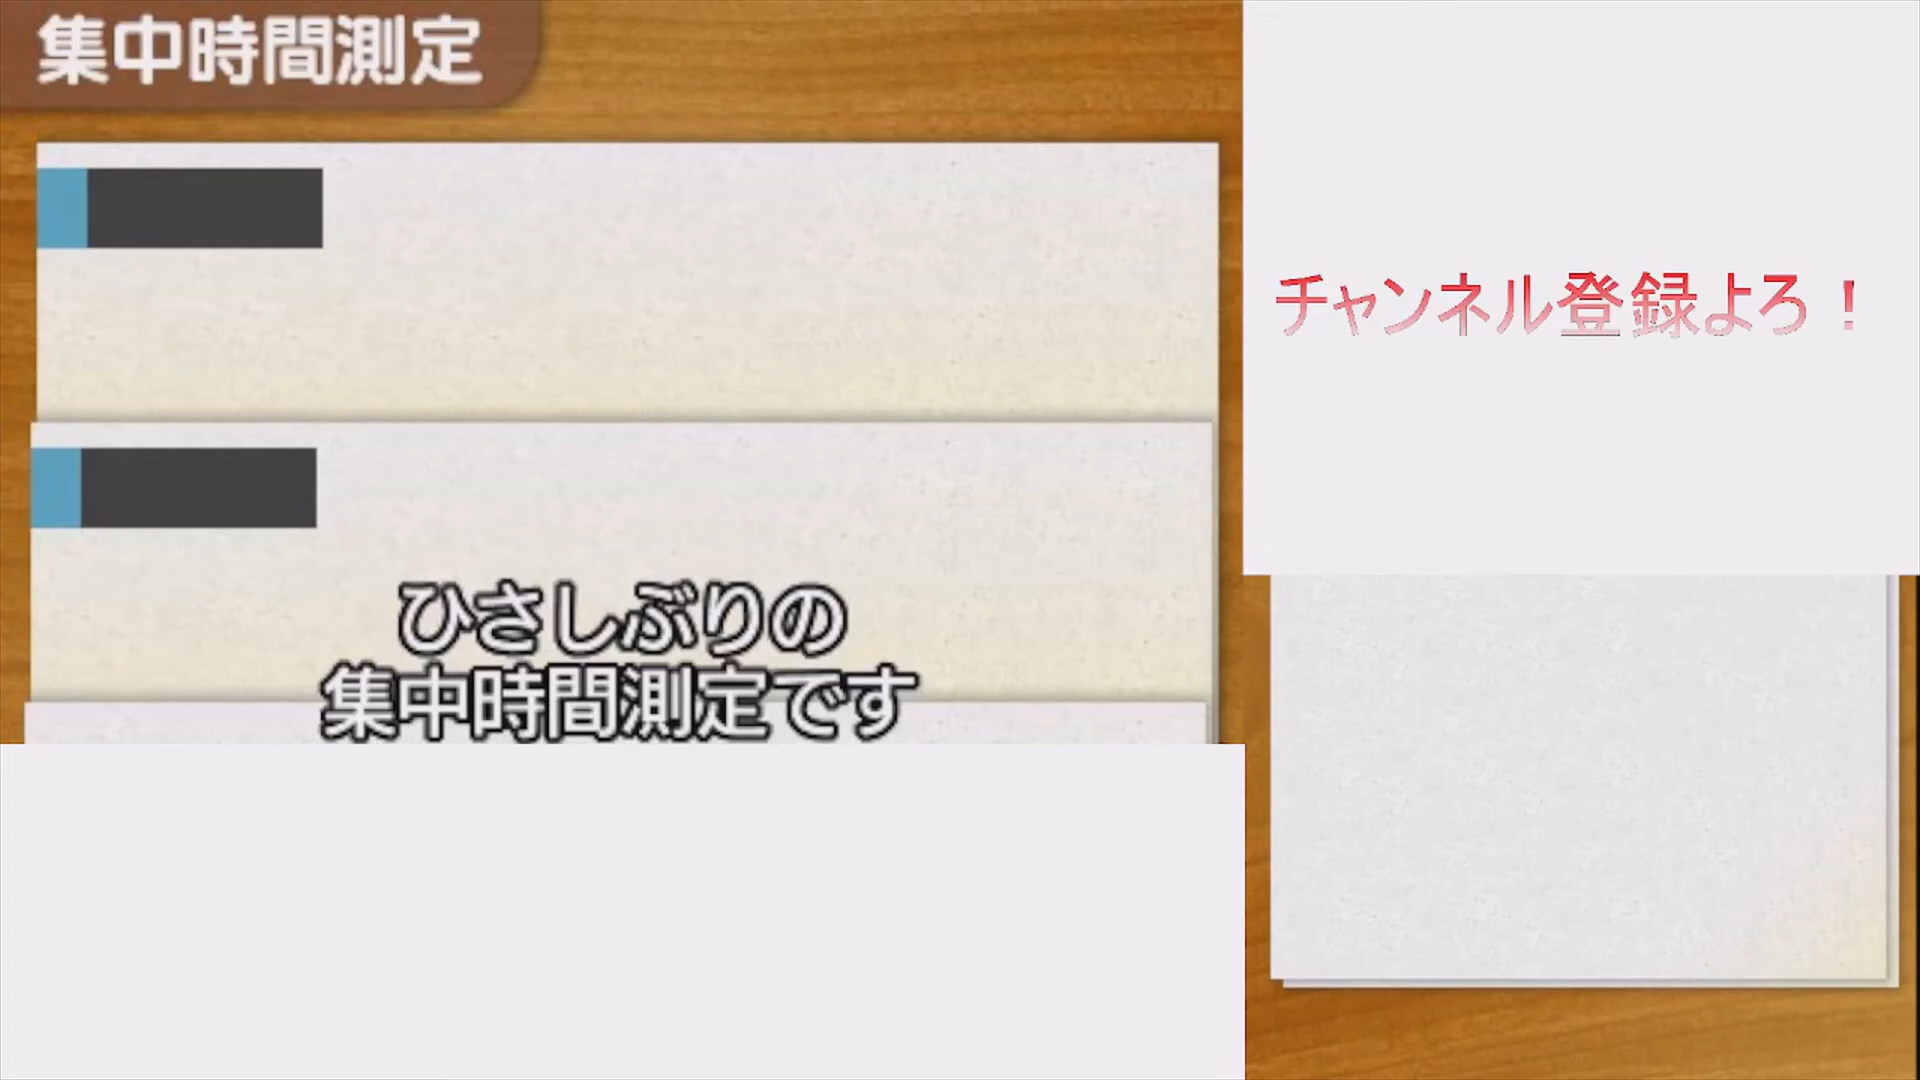 集中時間測定
チャンネル登録よろ！
ひさしぶりの
集中時間測定です